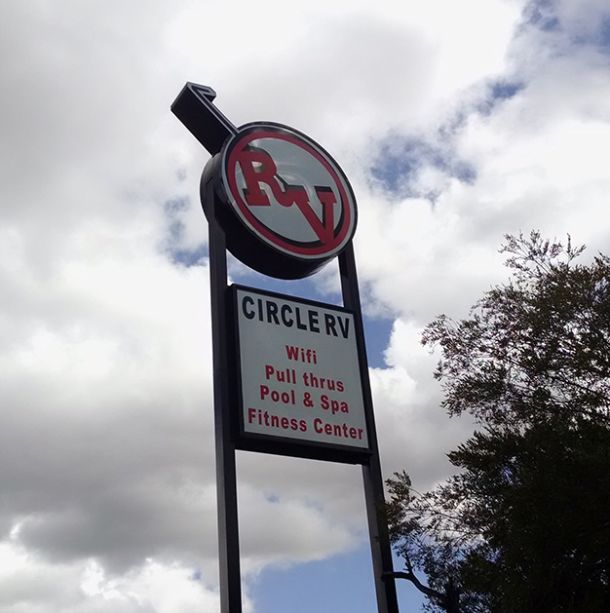 RV
CIRCLE RV
Wifi
Pull thrus
Pool & Spa
Fitness Center